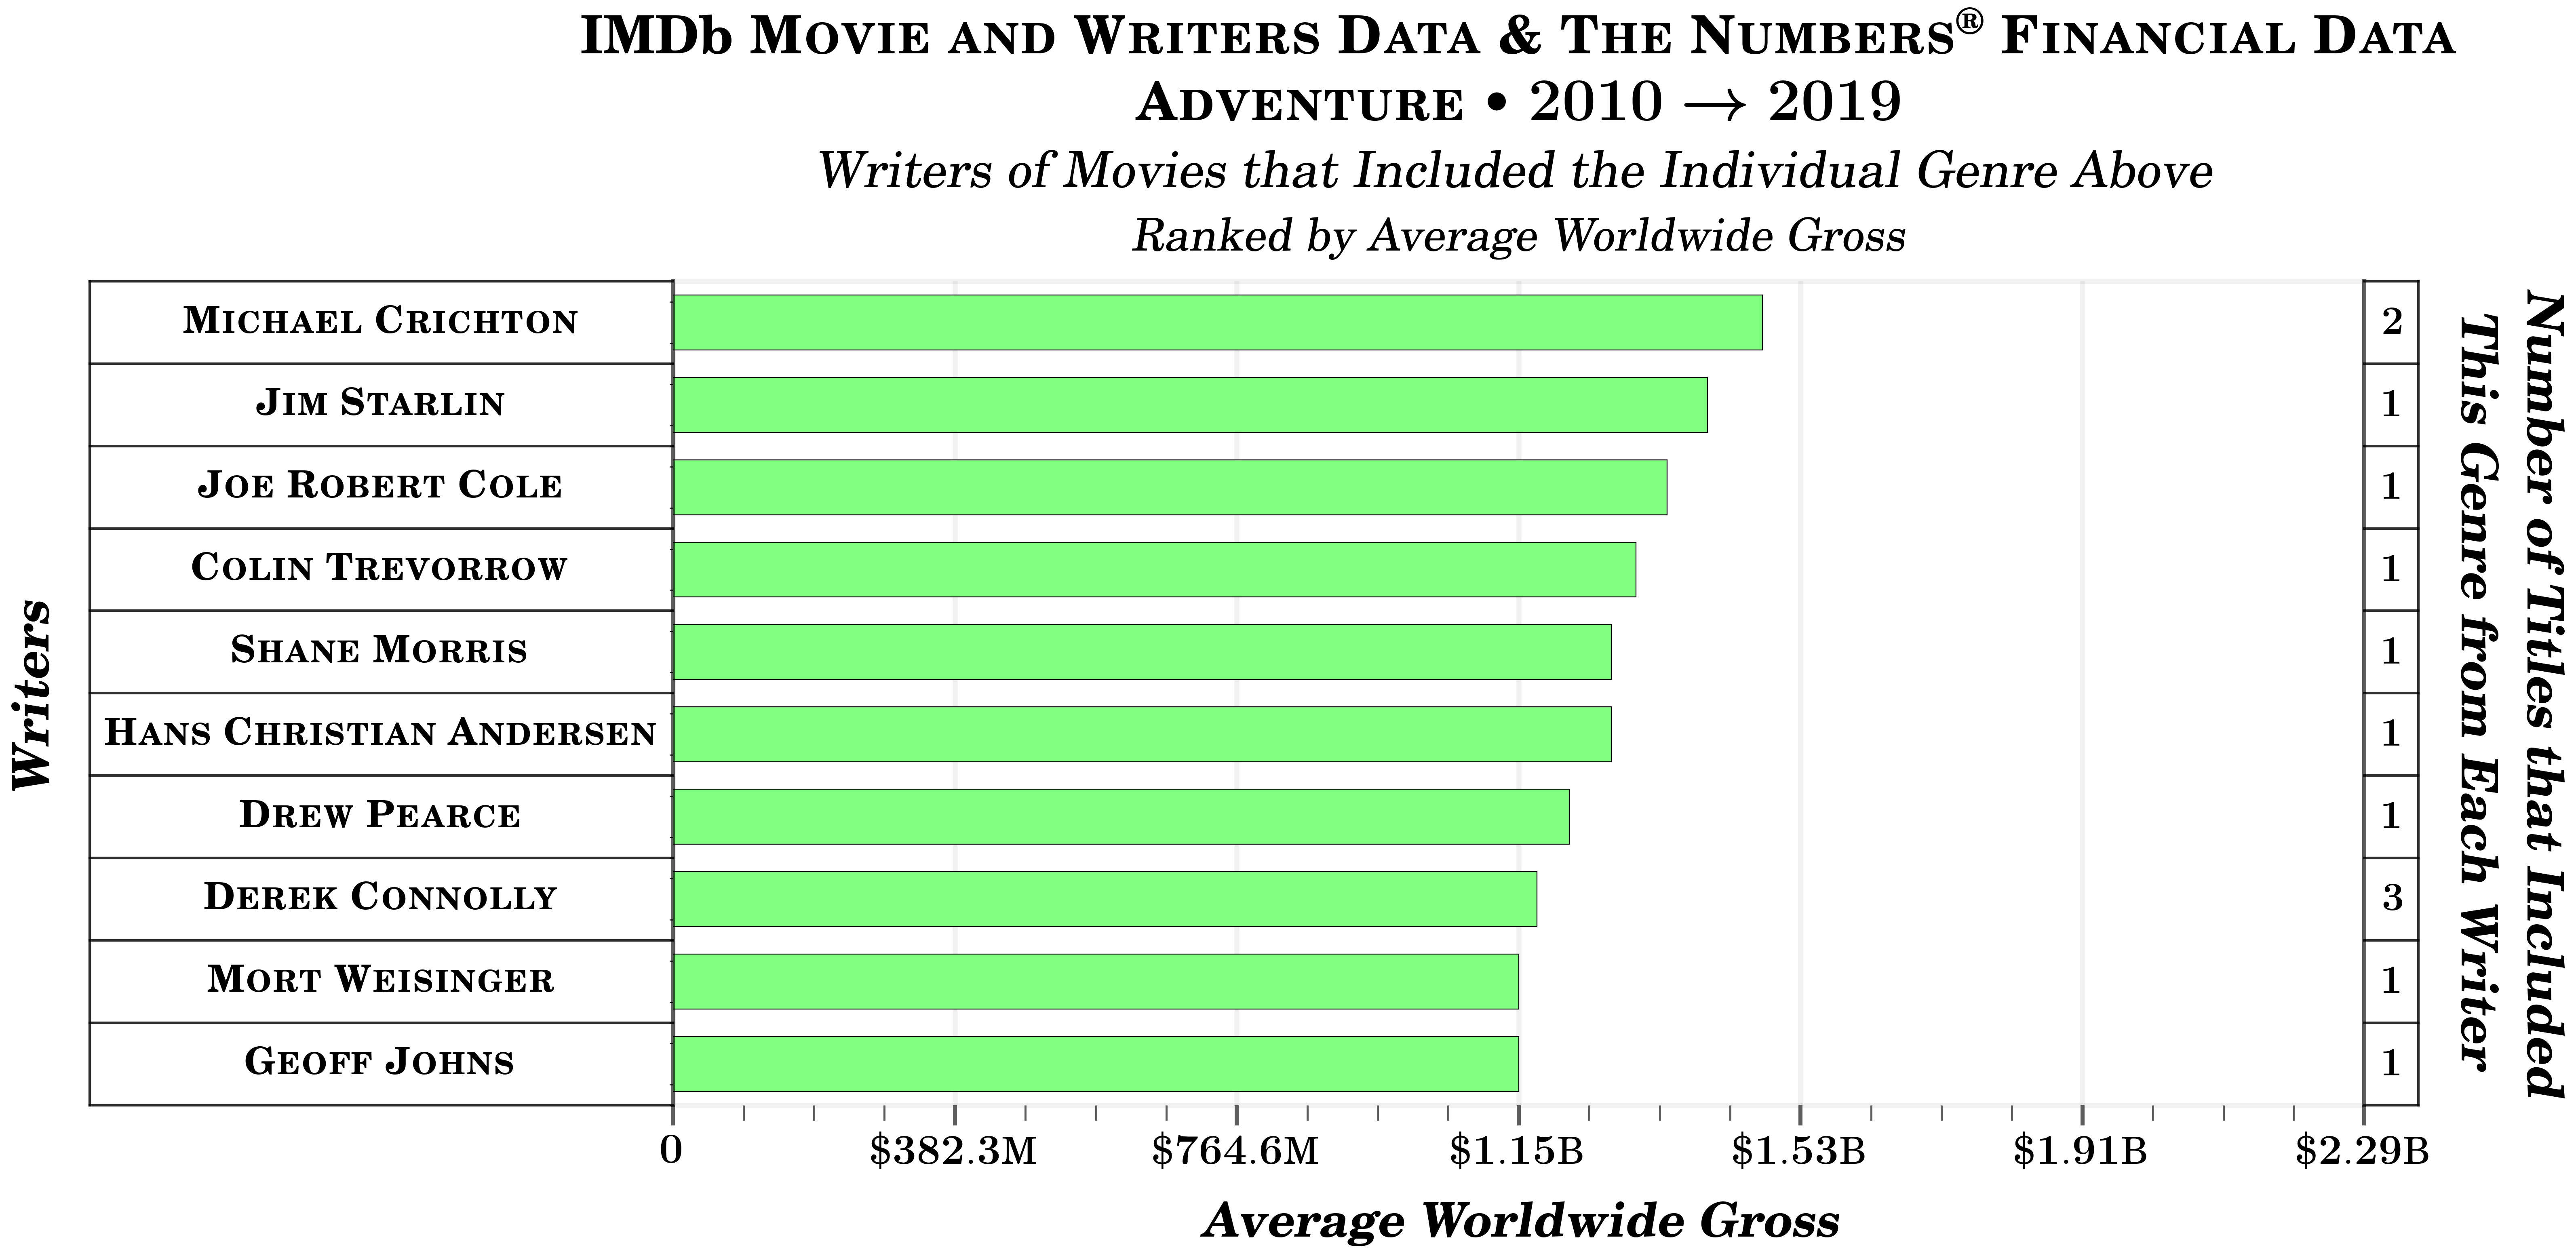 IMDb Movie and Writers Data & The Numbers® Financial Data
Adventure • 2010 → 2019
Writers of Movies that Included the Individual Genre Above
Ranked by Average Worldwide Gross
Writers
Michael Crichton 2
Jim Starlin 1
Joe Robert Cole 1
Colin Trevorrow 1
Shane Morris 1
Hans Christian Andersen 1
Drew Pearce 1
Derek Connolly 3
Mort Weisinger 1
Geoff Johns 1
Number of Titles that Included
This Genre from Each Writer
0 $382.3M $764.6M $1.15B $1.53B $1.91B $2.29B
Average Worldwide Gross